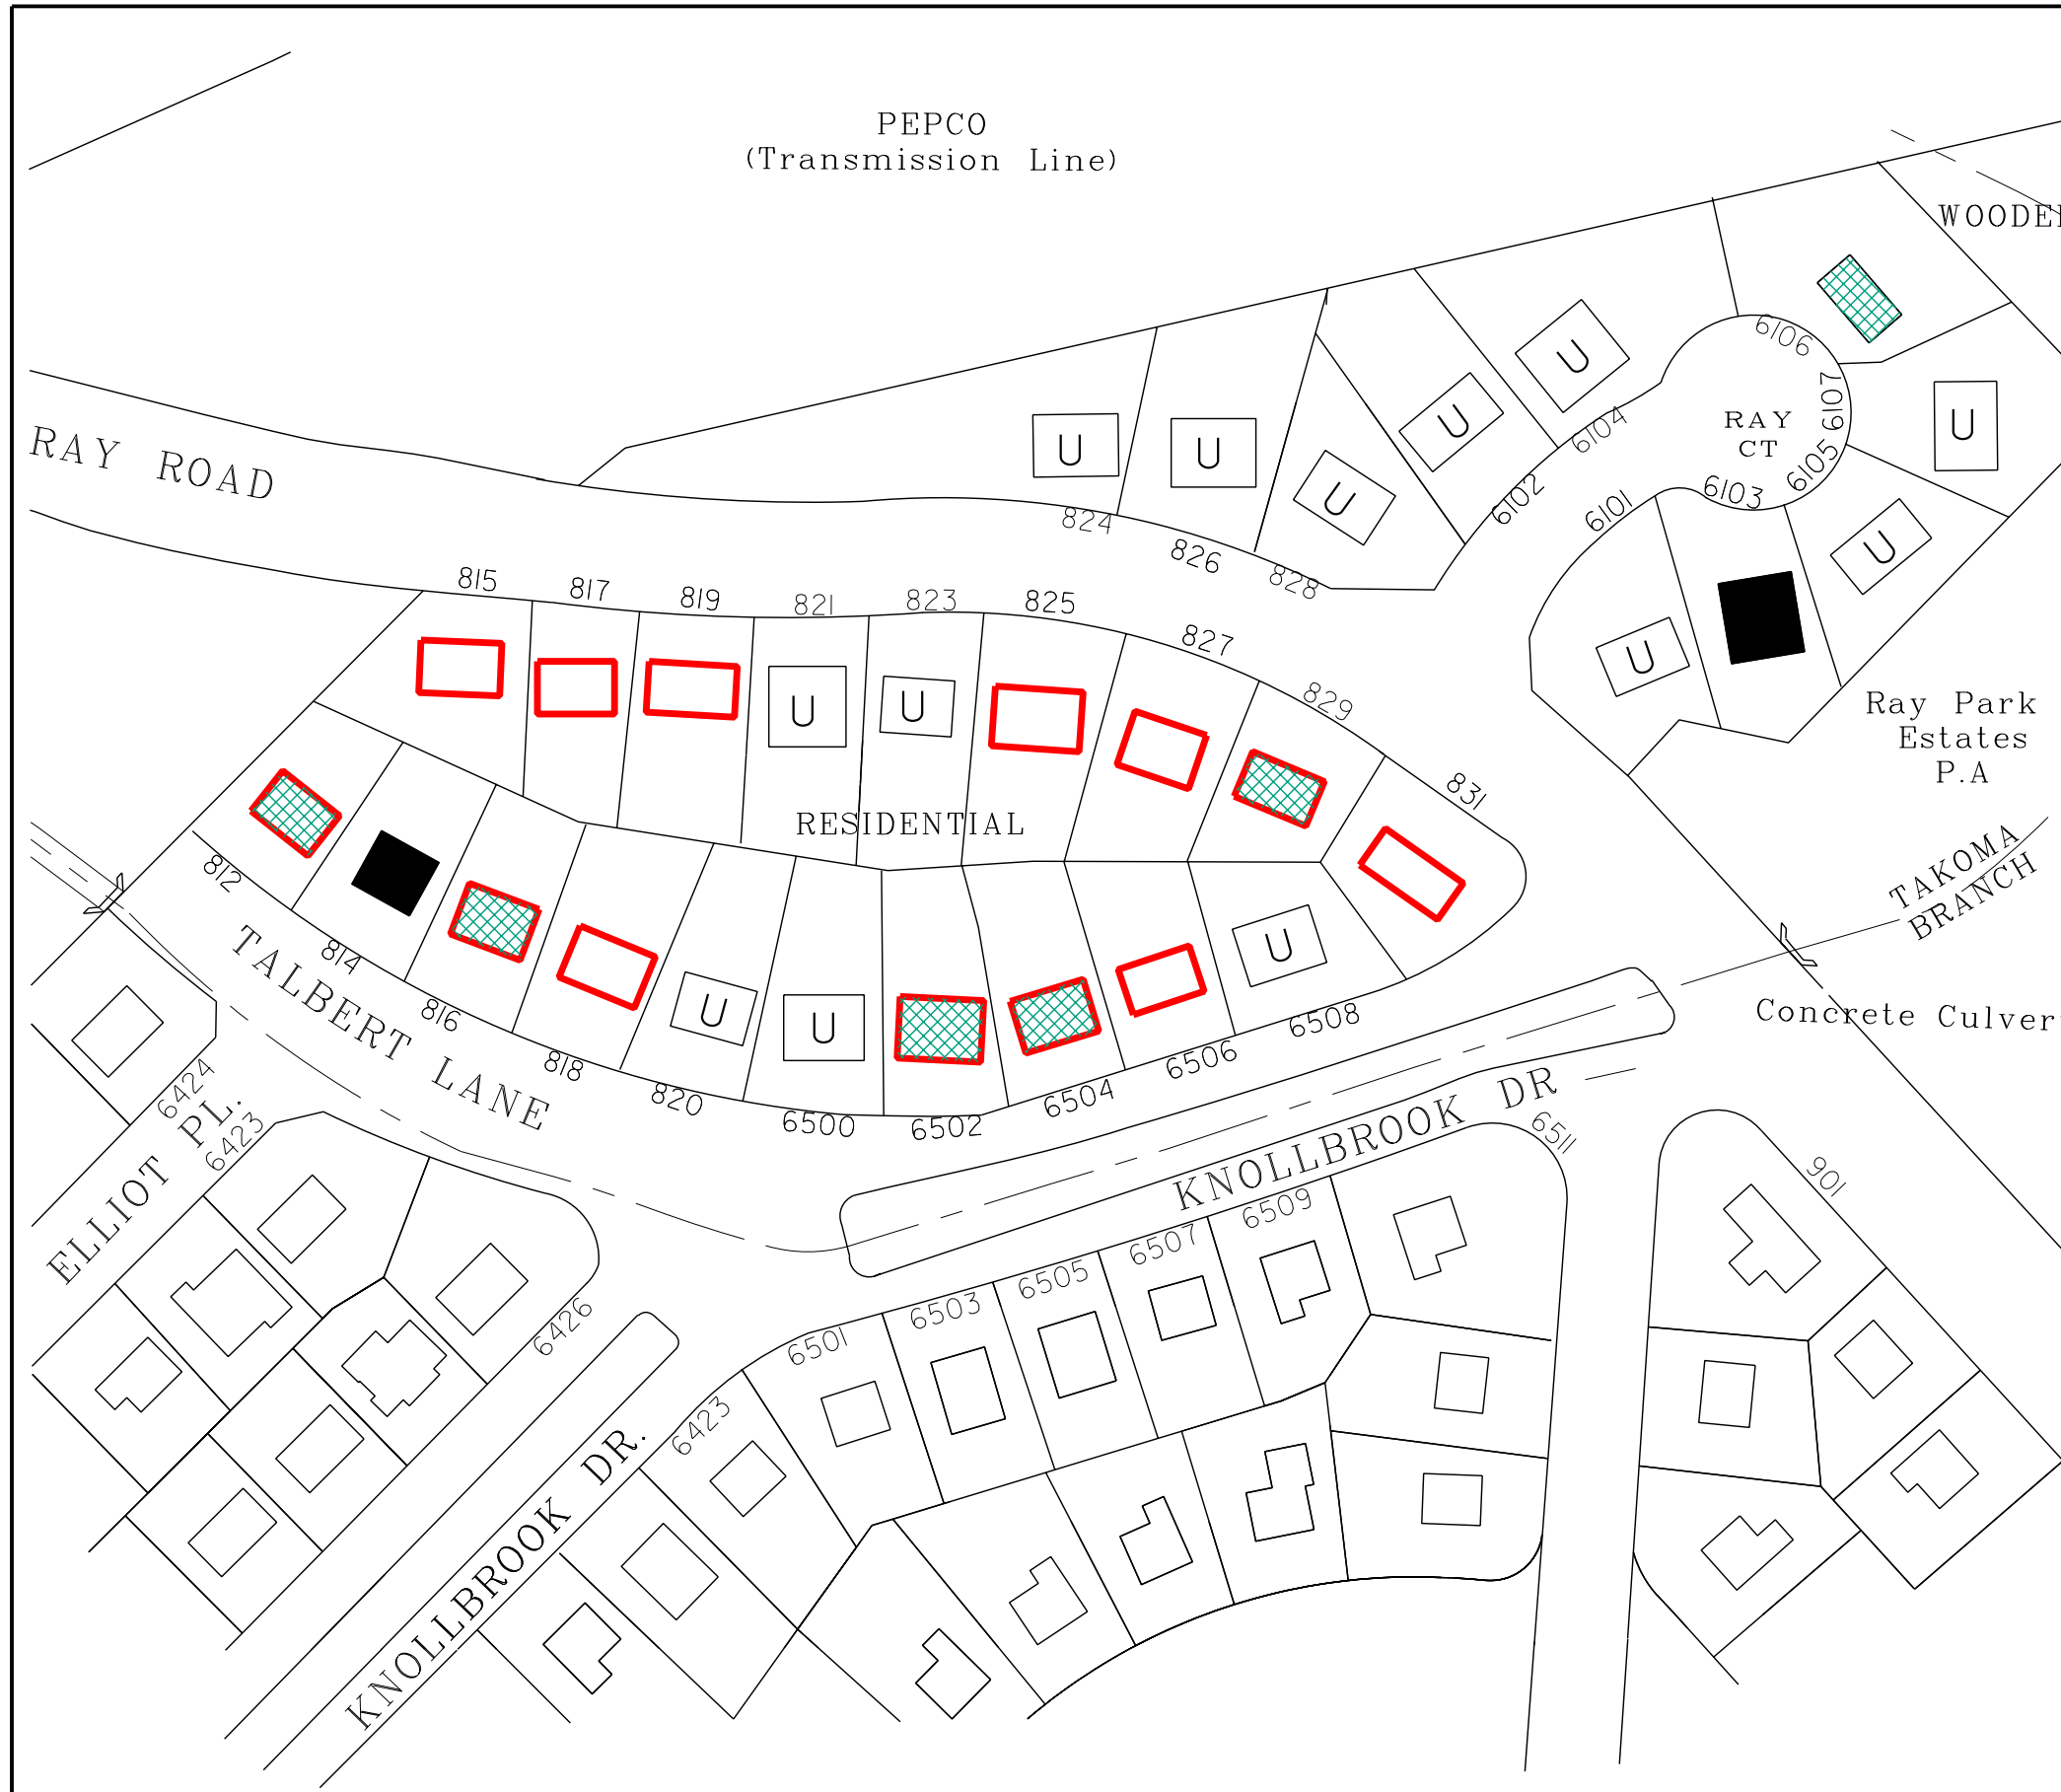 PEPCO
(Transmission Line)
WOODE
6106
6107
RAY
CT
6104
6105
6103
6102
6101
RAY ROAD
824
826
828
U
U
U
U
U
U
U
U
815
817
819
821
823
825
827
829
831
U
U
Ray Park
Estates
P.A
RESIDENTIAL
TAKOMA
BRANCH
812
814
816
818
820
6500
6502
6504
6506
6508
U
U
U
TALBERT LANE
Concrete Culver
6424
ELLIOT PL.
6423
KNOLLBROOK DR
6511
901
6509
6507
6505
6503
6501
6426
6423
KNOLLBROOK DR.